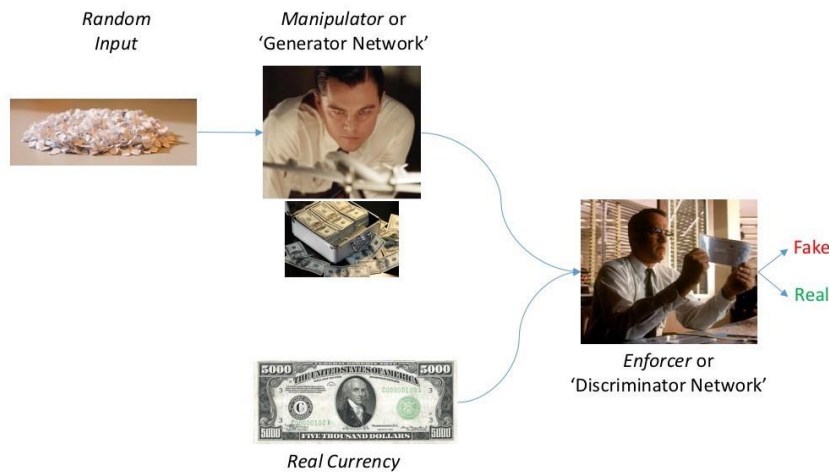 Random
Input
Manipulator or
‘Generator Network’
Fake
Real
Enforcer or
‘Discriminator Network’
5000
5000
THE UNITED STATES OF AMERICA
C
5000
5000
FIVE THOUSAND DOLLARS
Real Currency